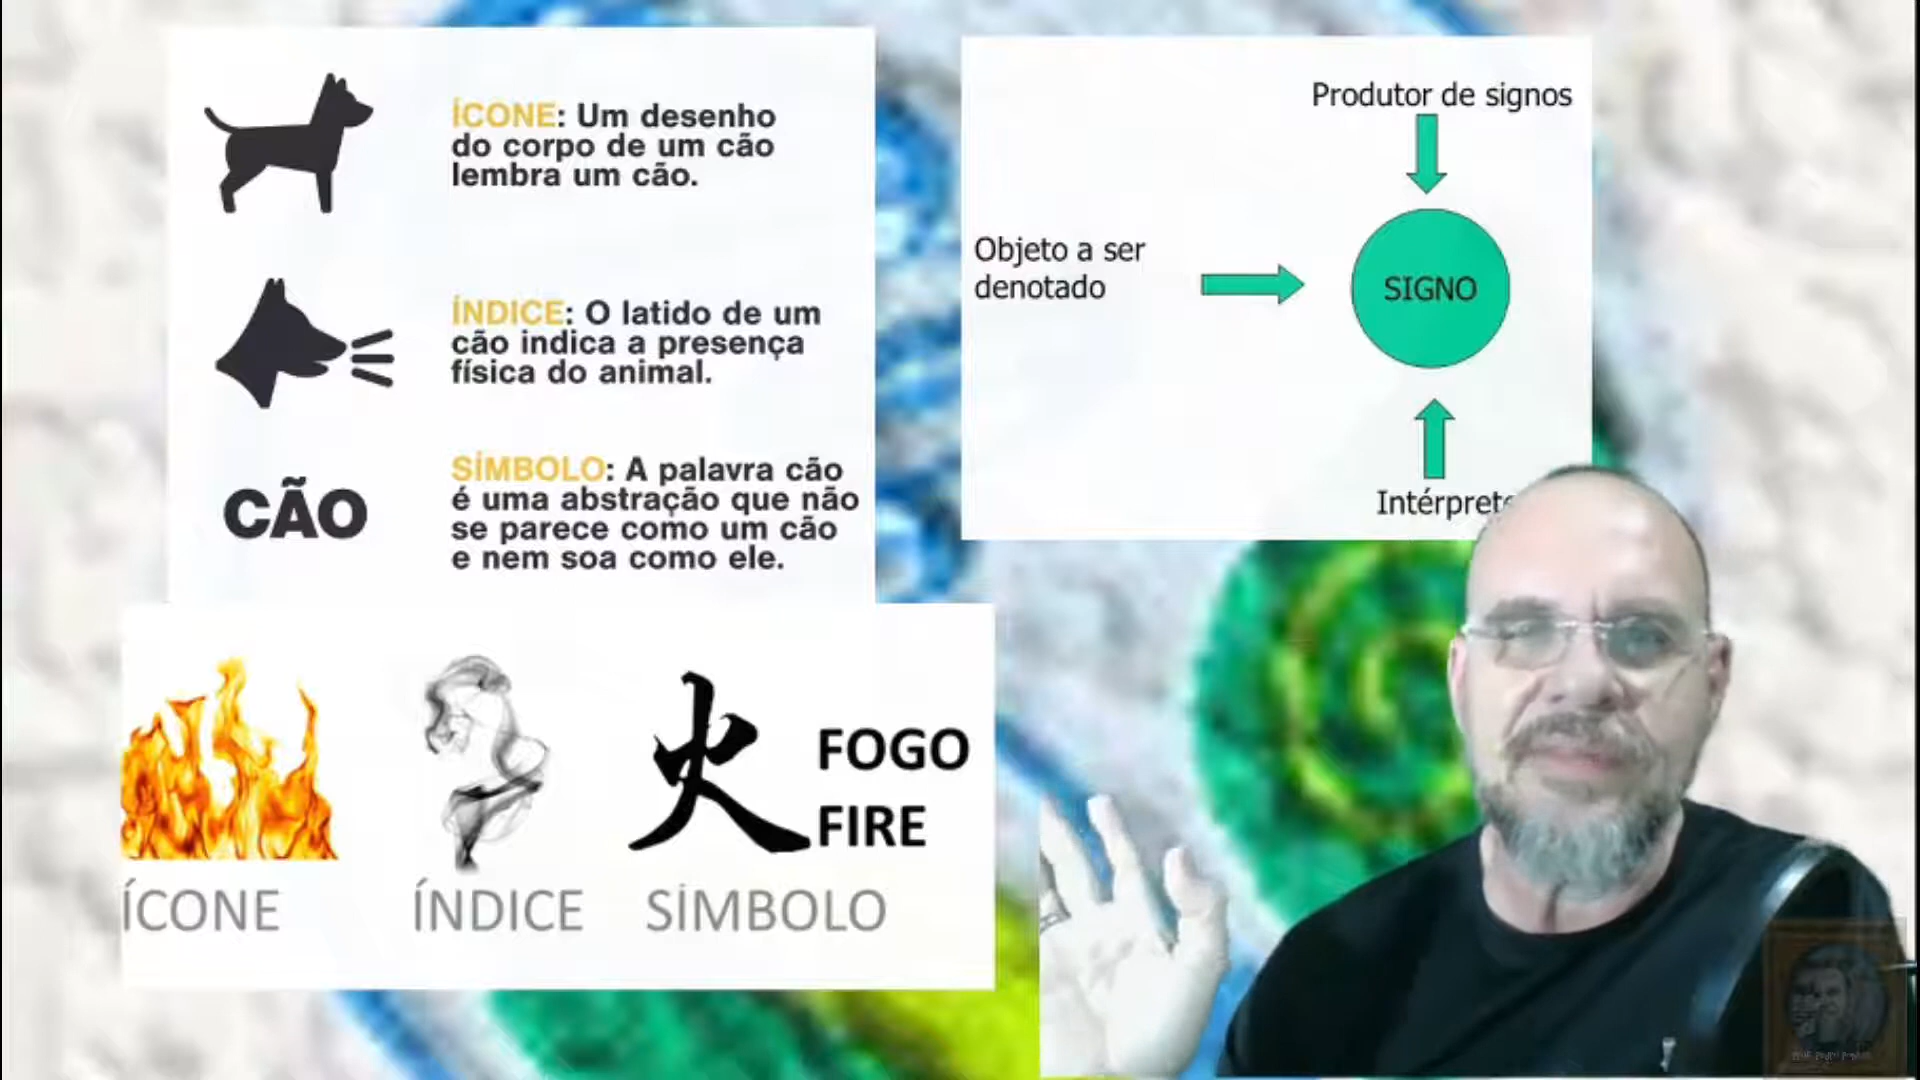 ÍCONE: Um desenho
do corpo de um cão
lembra um cão.
ÍNDICE: O latido de um
cão indica a presença
física do animal.
CÃO
SÍMBOLO: A palavra cão
é uma abstração que não
se parece como um cão
e nem soa como ele.
Produtor de signos
Objeto a ser
denotado
SIGNO
Intérprete
火
FOGO
FIRE
ÍCONE
ÍNDICE
SÍMBOLO